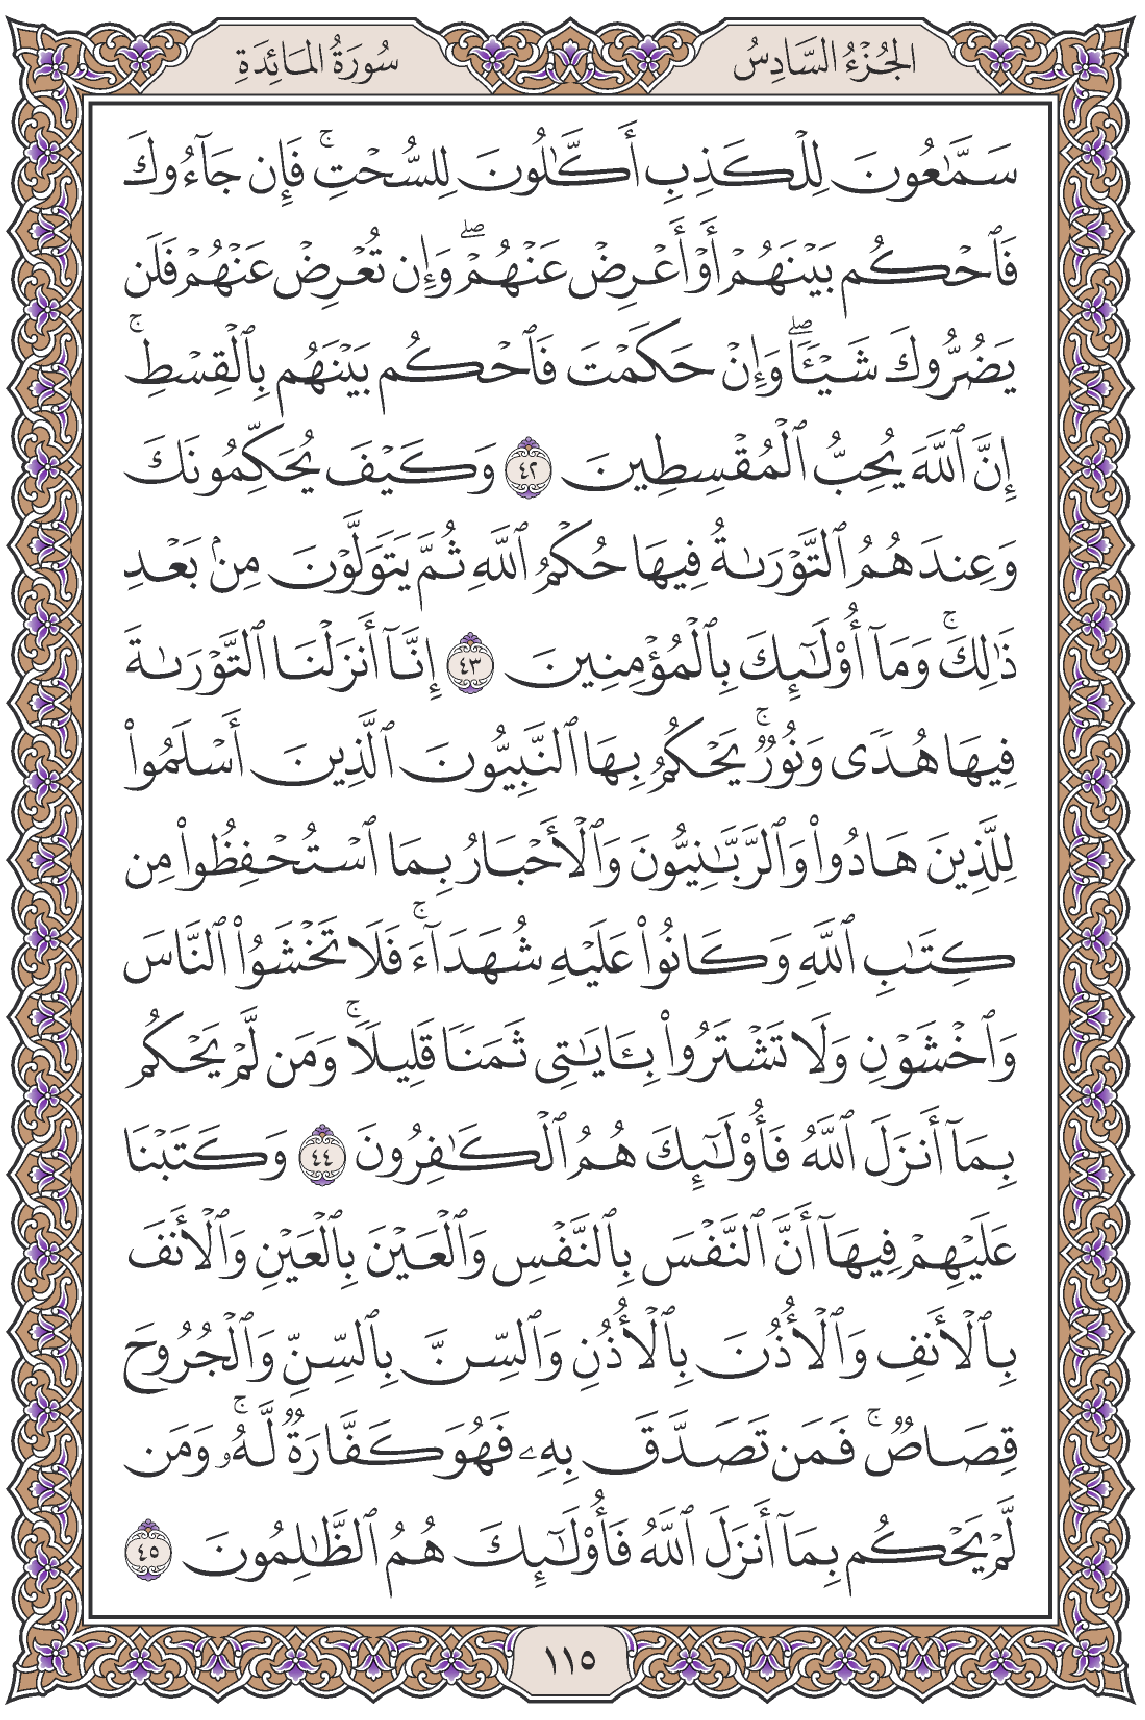 الجُزْءُ السَّادِسُ
سُورَةُ المَائِدَةِ
سَمَّٰعُونَ لِلْكَذِبِ أَكَّٰلُونَ لِلسُّحْتِۚ فَإِن جَآءُوكَ
فَٱحْكُم بَيْنَهُمْ أَوْ أَعْرِضْ عَنْهُمْۖ وَإِن تُعْرِضْ عَنْهُمْ فَلَن
يَضُرُّوكَ شَيْـًٔاۖ وَإِنْ حَكَمْتَ فَٱحْكُم بَيْنَهُم بِٱلْقِسْطِۚ
إِنَّ ٱللَّهَ يُحِبُّ ٱلْمُقْسِطِينَ ٤٢ وَكَيْفَ يُحَكِّمُونَكَ
وَعِندَهُمُ ٱلتَّوْرَىٰةُ فِيهَا حُكْمُ ٱللَّهِ ثُمَّ يَتَوَلَّوْنَ مِنۢ بَعْدِ
ذَٰلِكَۚ وَمَآ أُو۟لَٰٓئِكَ بِٱلْمُؤْمِنِينَ ٤٣ إِنَّآ أَنزَلْنَا ٱلتَّوْرَىٰةَ
فِيهَا هُدًى وَنُورٌۚ يَحْكُمُ بِهَا ٱلنَّبِيُّونَ ٱلَّذِينَ أَسْلَمُوا۟
لِلَّذِينَ هَادُوا۟ وَٱلرَّبَّٰنِيُّونَ وَٱلْأَحْبَارُ بِمَا ٱسْتُحْفِظُوا۟ مِن
كِتَٰبِ ٱللَّهِ وَكَانُوا۟ عَلَيْهِ شُهَدَآءَۚ فَلَا تَخْشَوُا۟ ٱلنَّاسَ
وَٱخْشَوْنِ وَلَا تَشْتَرُوا۟ بِـَٔايَٰتِى ثَمَنًا قَلِيلًاۚ وَمَن لَّمْ يَحْكُم
بِمَآ أَنزَلَ ٱللَّهُ فَأُو۟لَٰٓئِكَ هُمُ ٱلْكَٰفِرُونَ ٤٤ وَكَتَبْنَا
عَلَيْهِمْ فِيهَآ أَنَّ ٱلنَّفْسَ بِٱلنَّفْسِ وَٱلْعَيْنَ بِٱلْعَيْنِ وَٱلْأَنفَ
بِٱلْأَنفِ وَٱلْأُذُنَ بِٱلْأُذُنِ وَٱلسِّنَّ بِٱلسِّنِّ وَٱلْجُرُوحَ
قِصَاصٌۚ فَمَن تَصَدَّقَ بِهِۦ فَهُوَ كَفَّارَةٌ لَّهُۥۚ وَمَن
لَّمْ يَحْكُم بِمَآ أَنزَلَ ٱللَّهُ فَأُو۟لَٰٓئِكَ هُمُ ٱلظَّٰلِمُونَ ٤٥
١١٥